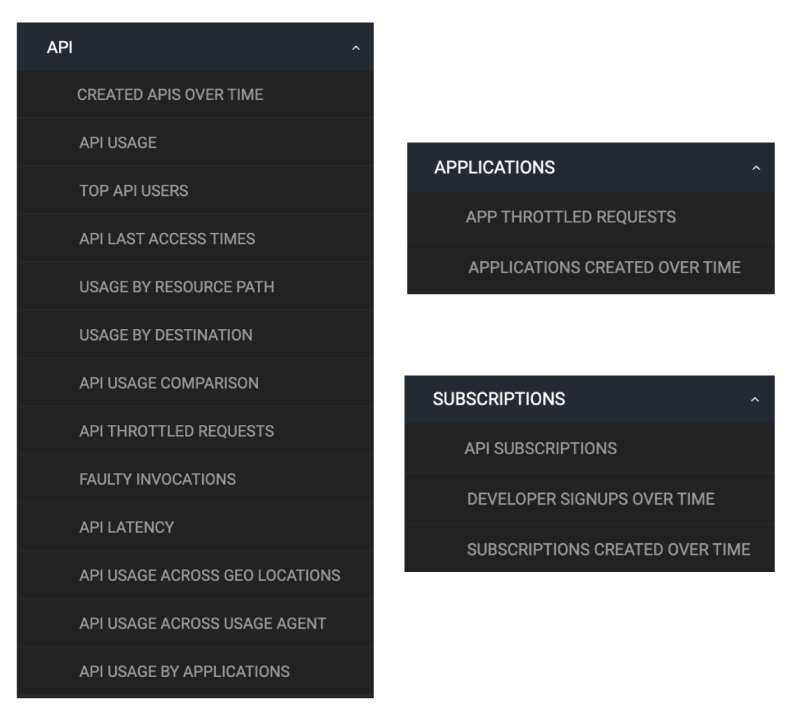 API
CREATED APIS OVER TIME
API USAGE
TOP API USERS
API LAST ACCESS TIMES
USAGE BY RESOURCE PATH
USAGE BY DESTINATION
API USAGE COMPARISON
API THROTTLED REQUESTS
FAULTY INVOCATIONS
API LATENCY
API USAGE ACROSS GEO LOCATIONS
API USAGE ACROSS USAGE AGENT
API USAGE BY APPLICATIONS
APPLICATIONS
APP THROTTLED REQUESTS
APPLICATIONS CREATED OVER TIME
SUBSCRIPTIONS
API SUBSCRIPTIONS
DEVELOPER SIGNUPS OVER TIME
SUBSCRIPTIONS CREATED OVER TIME